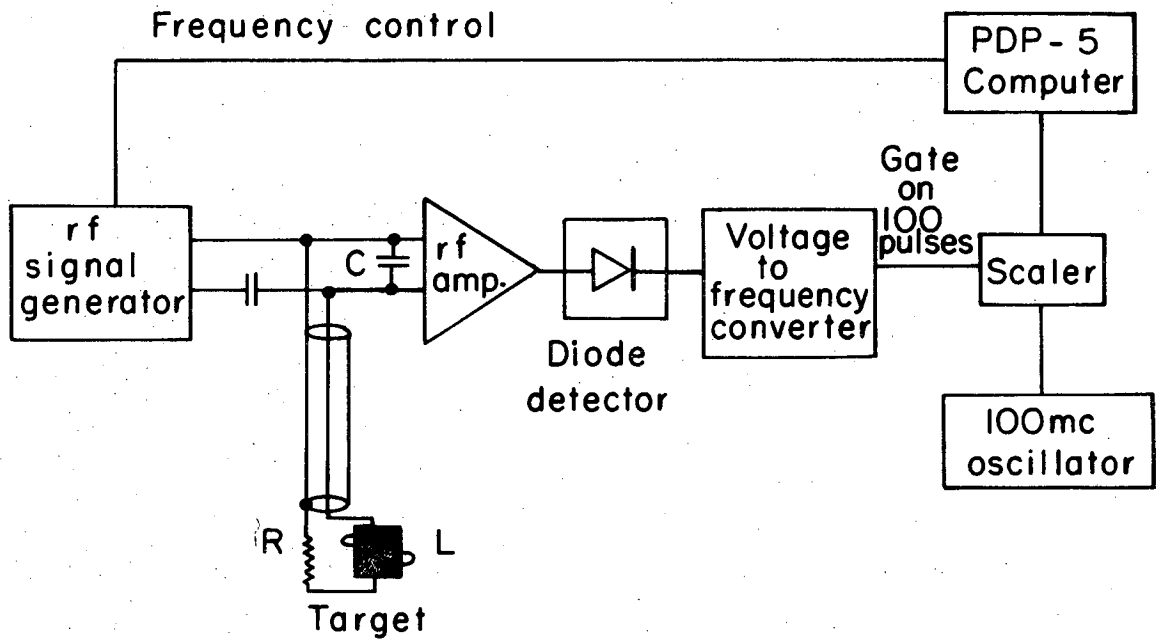 Frequency control
PDP-5
Computer
Gate
on
100
pulses
rf
signal
generator
C
rf
amp.
Voltage
to
frequency
converter
Scaler
Diode
detector
100mc
oscillator
R
L
Target